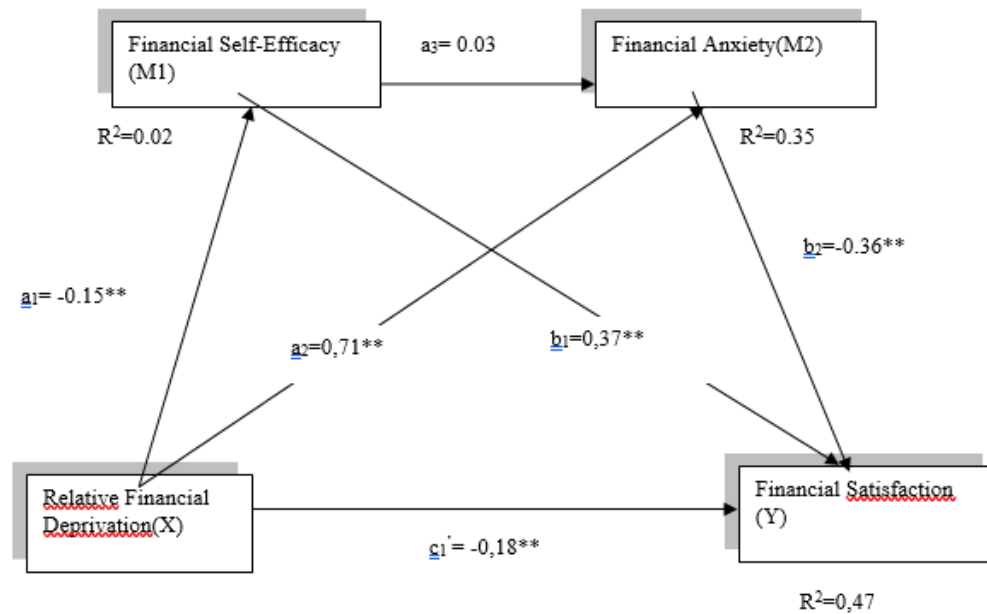 Financial Self-Efficacy
(M1)
a3= 0.03
Financial Anxiety(M2)
R²=0.02
R²=0.35
b2=-0.36**
a1= -0.15**
a2=0,71**
b1=0,37**
Relative Financial
Deprivation(X)
Financial Satisfaction
(Y)
c1'= -0,18**
R²=0,47